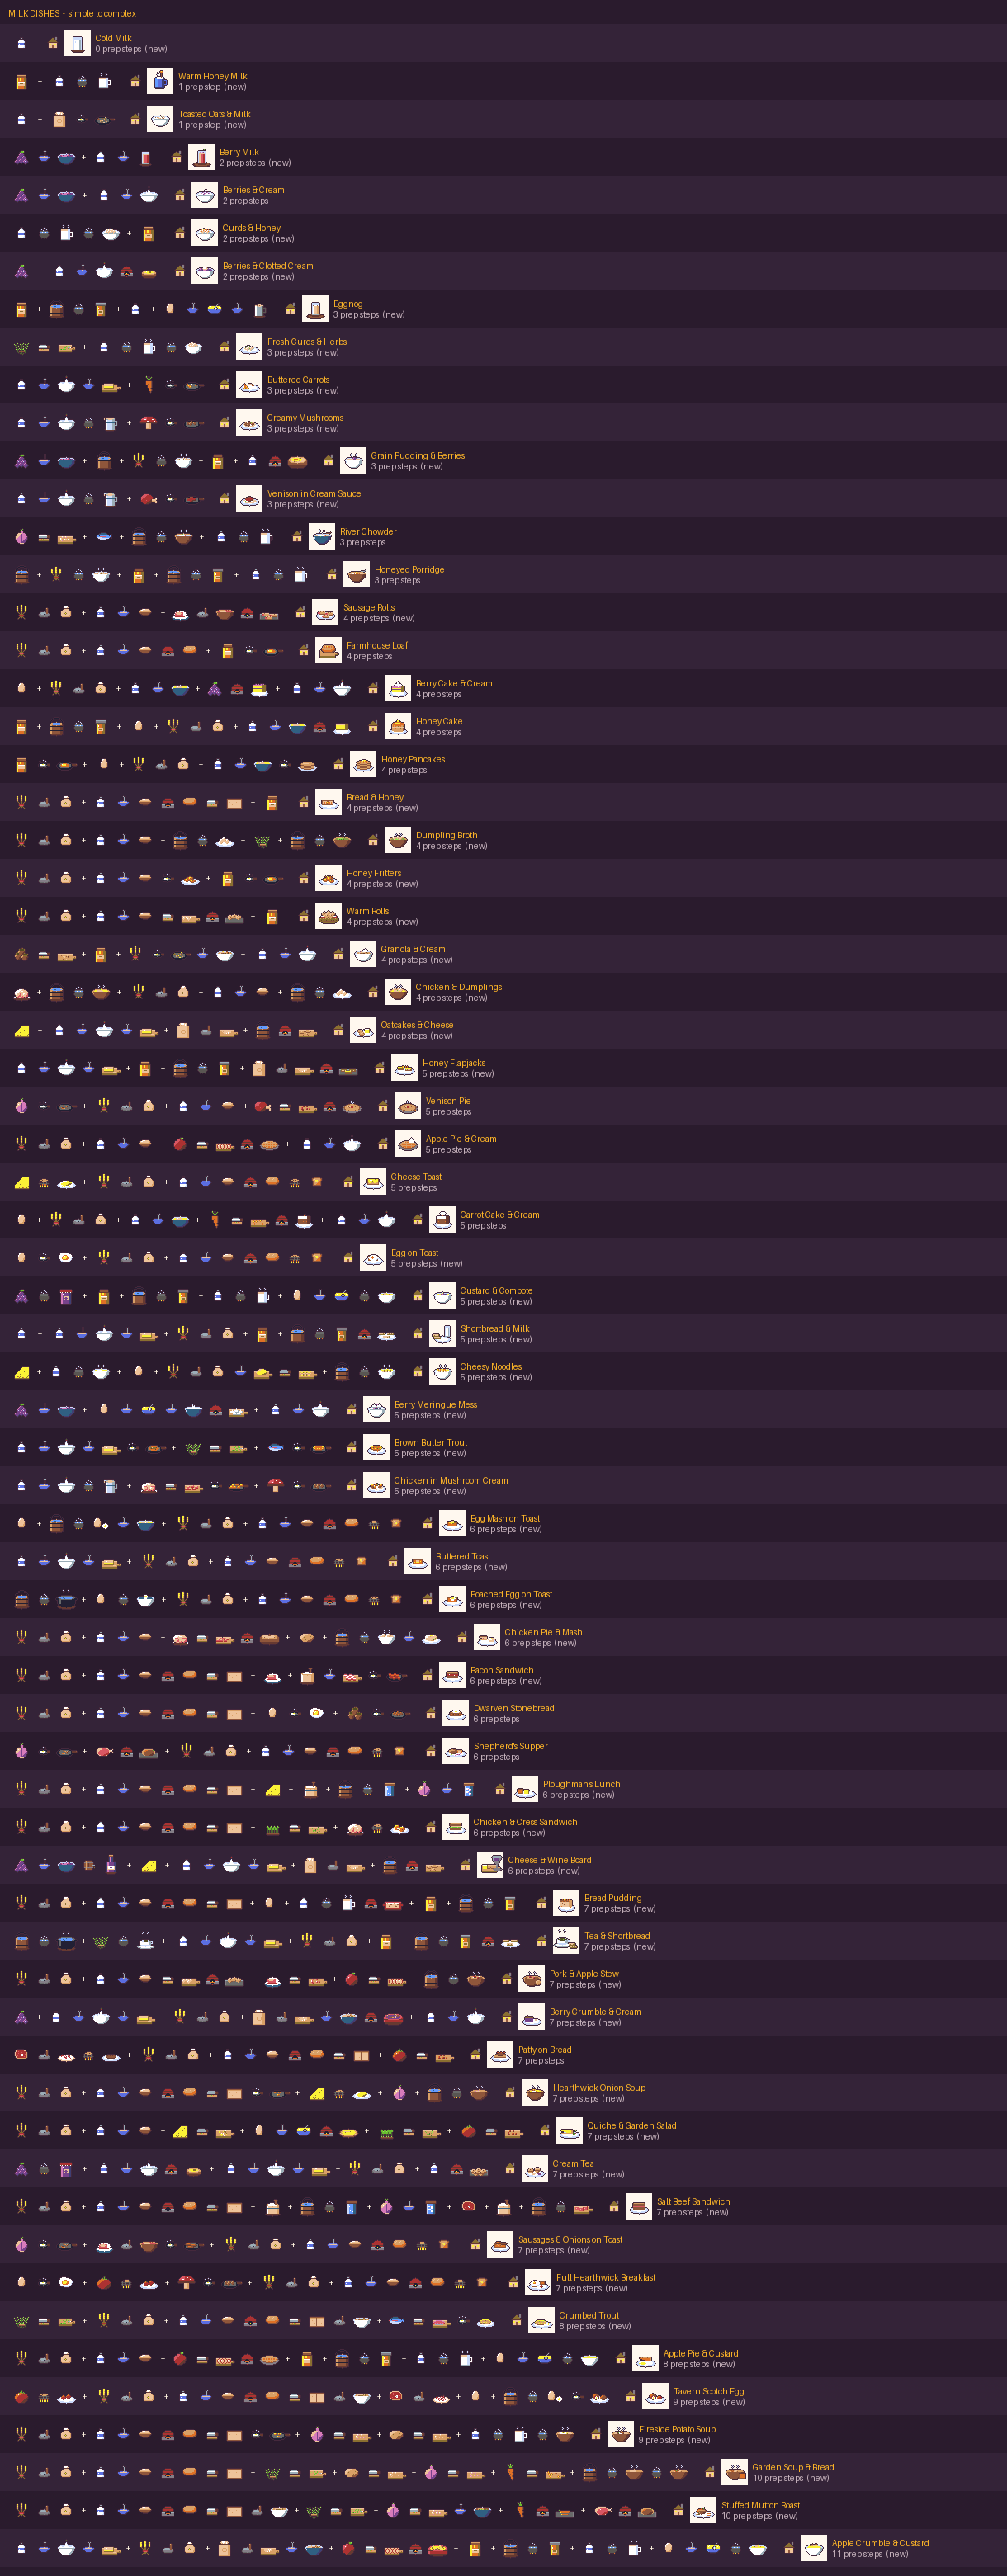 MILK DISHES - simple to complex
Cold Milk
0 prep steps (new)
Warm Honey Milk
1 prep step (new)
Toasted Oats & Milk
1 prep step (new)
Berry Milk
2 prep steps (new)
Berries & Cream
2 prep steps
Curds & Honey
2 prep steps (new)
Berries & Clotted Cream
2 prep steps (new)
Eggnog
3 prep steps (new)
Fresh Curds & Herbs
3 prep steps (new)
Buttered Carrots
3 prep steps (new)
Creamy Mushrooms
3 prep steps (new)
Grain Pudding & Berries
3 prep steps (new)
Venison in Cream Sauce
3 prep steps (new)
River Chowder
3 prep steps
Honeyed Porridge
3 prep steps
Sausage Rolls
4 prep steps (new)
Farmhouse Loaf
4 prep steps
Berry Cake & Cream
4 prep steps
Honey Cake
4 prep steps
Honey Pancakes
4 prep steps
Bread & Honey
4 prep steps (new)
Dumpling Broth
4 prep steps (new)
Honey Fritters
4 prep steps (new)
Warm Rolls
4 prep steps (new)
Granola & Cream
4 prep steps (new)
Chicken & Dumplings
4 prep steps (new)
Oatcakes & Cheese
4 prep steps (new)
Honey Flapjacks
5 prep steps (new)
Venison Pie
5 prep steps
Apple Pie & Cream
5 prep steps
Cheese Toast
5 prep steps
Carrot Cake & Cream
5 prep steps
Egg on Toast
5 prep steps (new)
Custard & Compote
5 prep steps (new)
Shortbread & Milk
5 prep steps (new)
Cheesy Noodles
5 prep steps (new)
Berry Meringue Mess
5 prep steps (new)
Brown Butter Trout
5 prep steps (new)
Chicken in Mushroom Cream
5 prep steps (new)
Egg Mash on Toast
6 prep steps (new)
Buttered Toast
6 prep steps (new)
Poached Egg on Toast
6 prep steps (new)
Chicken Pie & Mash
6 prep steps (new)
Bacon Sandwich
6 prep steps (new)
Dwarven Stonebread
6 prep steps
Shepherd's Supper
6 prep steps
Ploughman's Lunch
6 prep steps (new)
Chicken & Cress Sandwich
6 prep steps (new)
Cheese & Wine Board
6 prep steps (new)
Bread Pudding
7 prep steps (new)
Tea & Shortbread
7 prep steps (new)
Pork & Apple Stew
7 prep steps (new)
Berry Crumble & Cream
7 prep steps (new)
Patty on Bread
7 prep steps
Hearthwick Onion Soup
7 prep steps (new)
Quiche & Garden Salad
7 prep steps (new)
Cream Tea
7 prep steps (new)
Salt Beef Sandwich
7 prep steps (new)
Sausages & Onions on Toast
7 prep steps (new)
Full Hearthwick Breakfast
7 prep steps (new)
Crumbed Trout
8 prep steps (new)
Apple Pie & Custard
8 prep steps (new)
Tavern Scotch Egg
9 prep steps (new)
Fireside Potato Soup
9 prep steps (new)
Garden Soup & Bread
10 prep steps (new)
Stuffed Mutton Roast
10 prep steps (new)
Apple Crumble & Custard
11 prep steps (new)